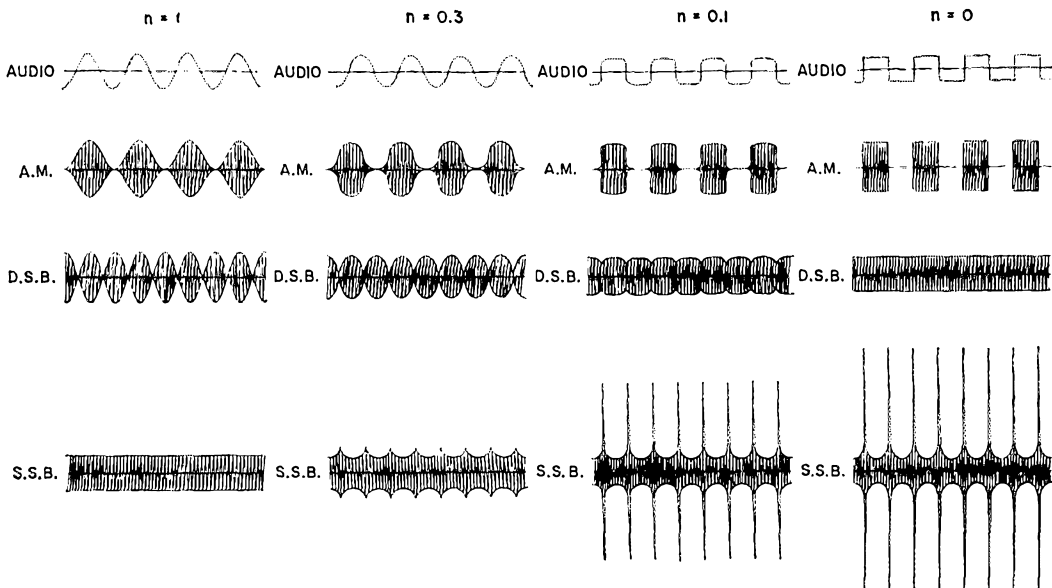 n = 1 n = 0.3 n = 0.1 n = 0
AUDIO AUDIO AUDIO AUDIO
A.M. A.M. A.M. A.M.
D.S.B. D.S.B. D.S.B. D.S.B.
S.S.B. S.S.B. S.S.B. S.S.B.